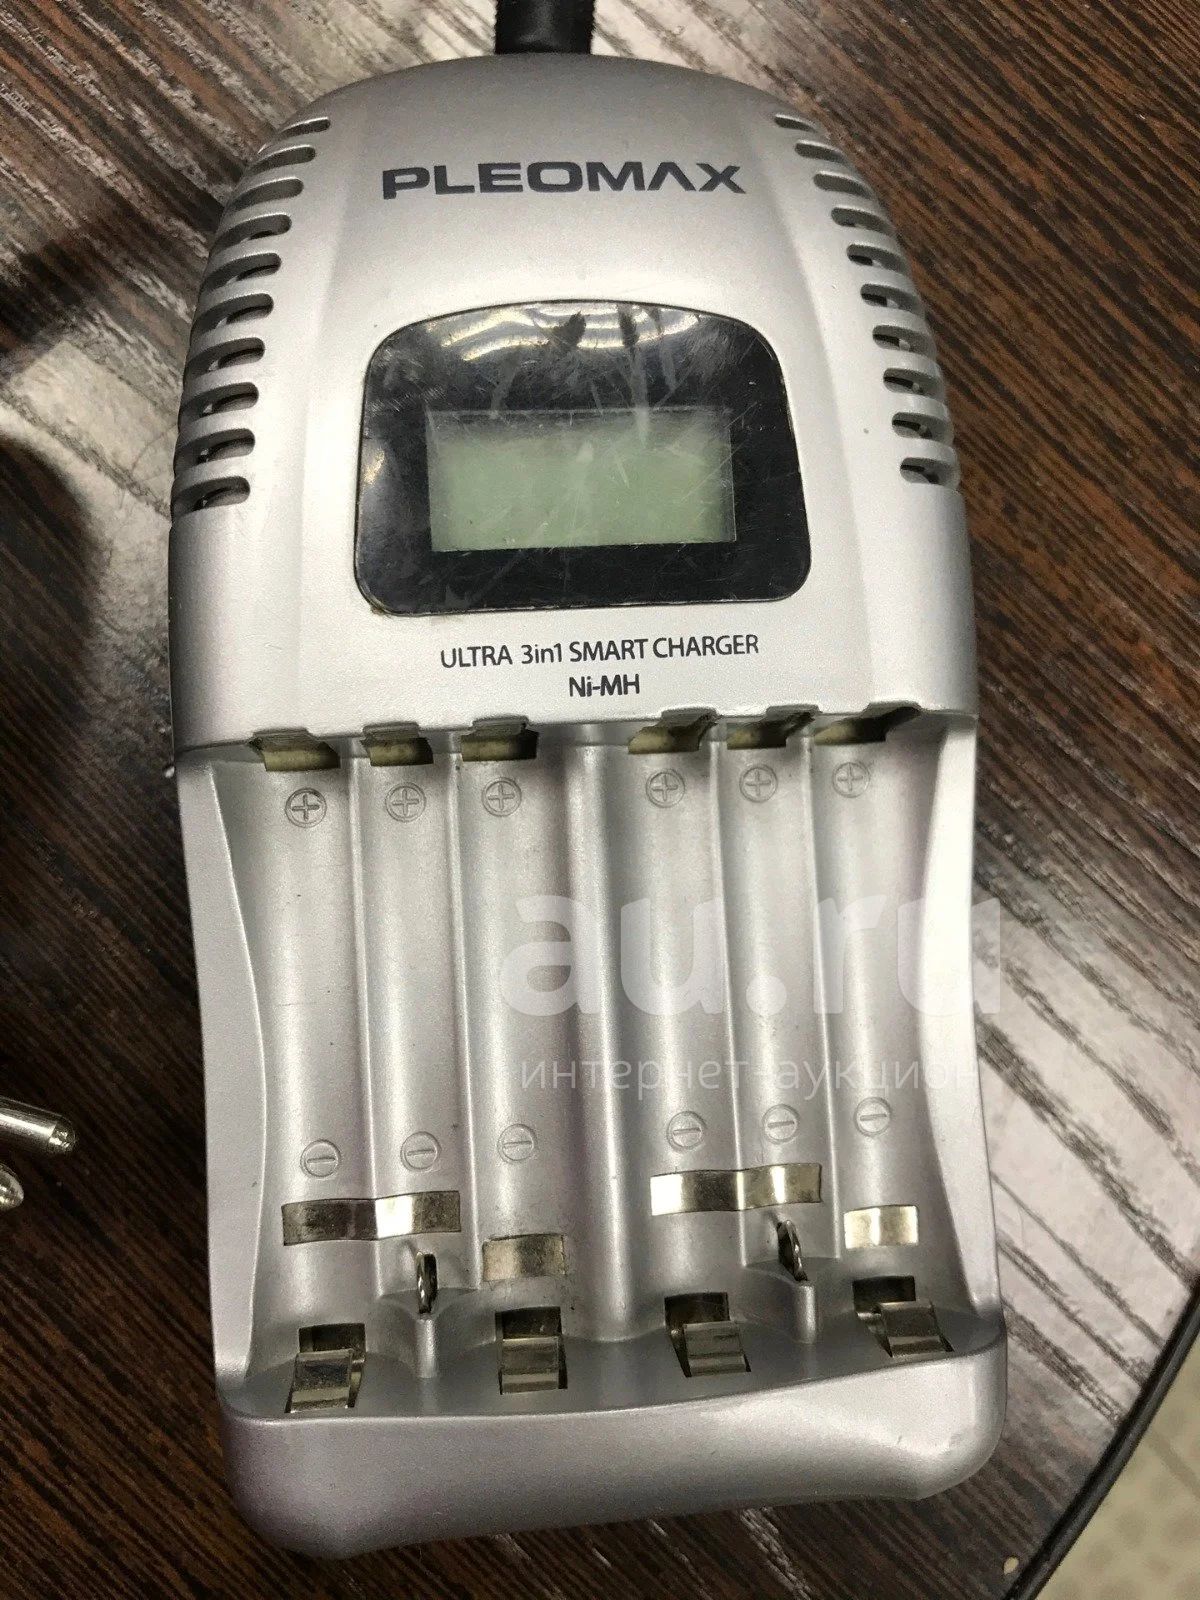 PLEOMAX
ULTRA 3in1 SMART CHARGER
Ni-MH
au.ru
интернет-аукцион